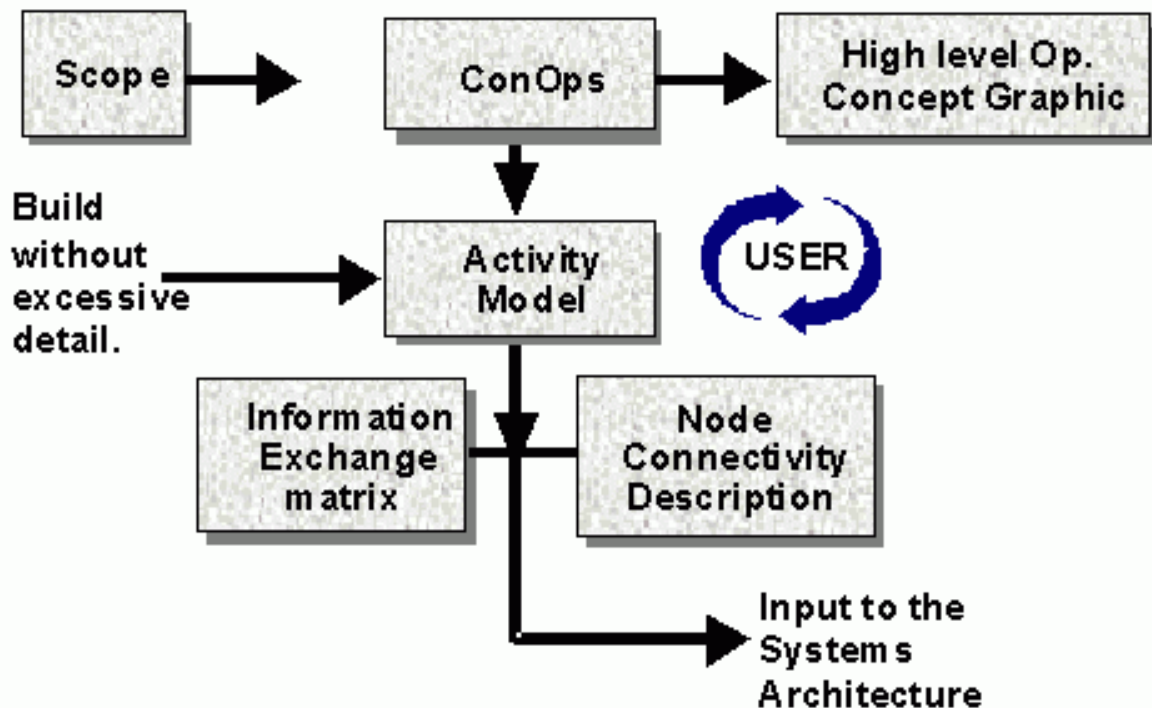 Scope
ConOps
High level Op.
Concept Graphic
Build
without
excessive
detail.
Activity
Model
USER
Information
Exchange
matrix
Node
Connectivity
Description
Input to the
Systems
Architecture